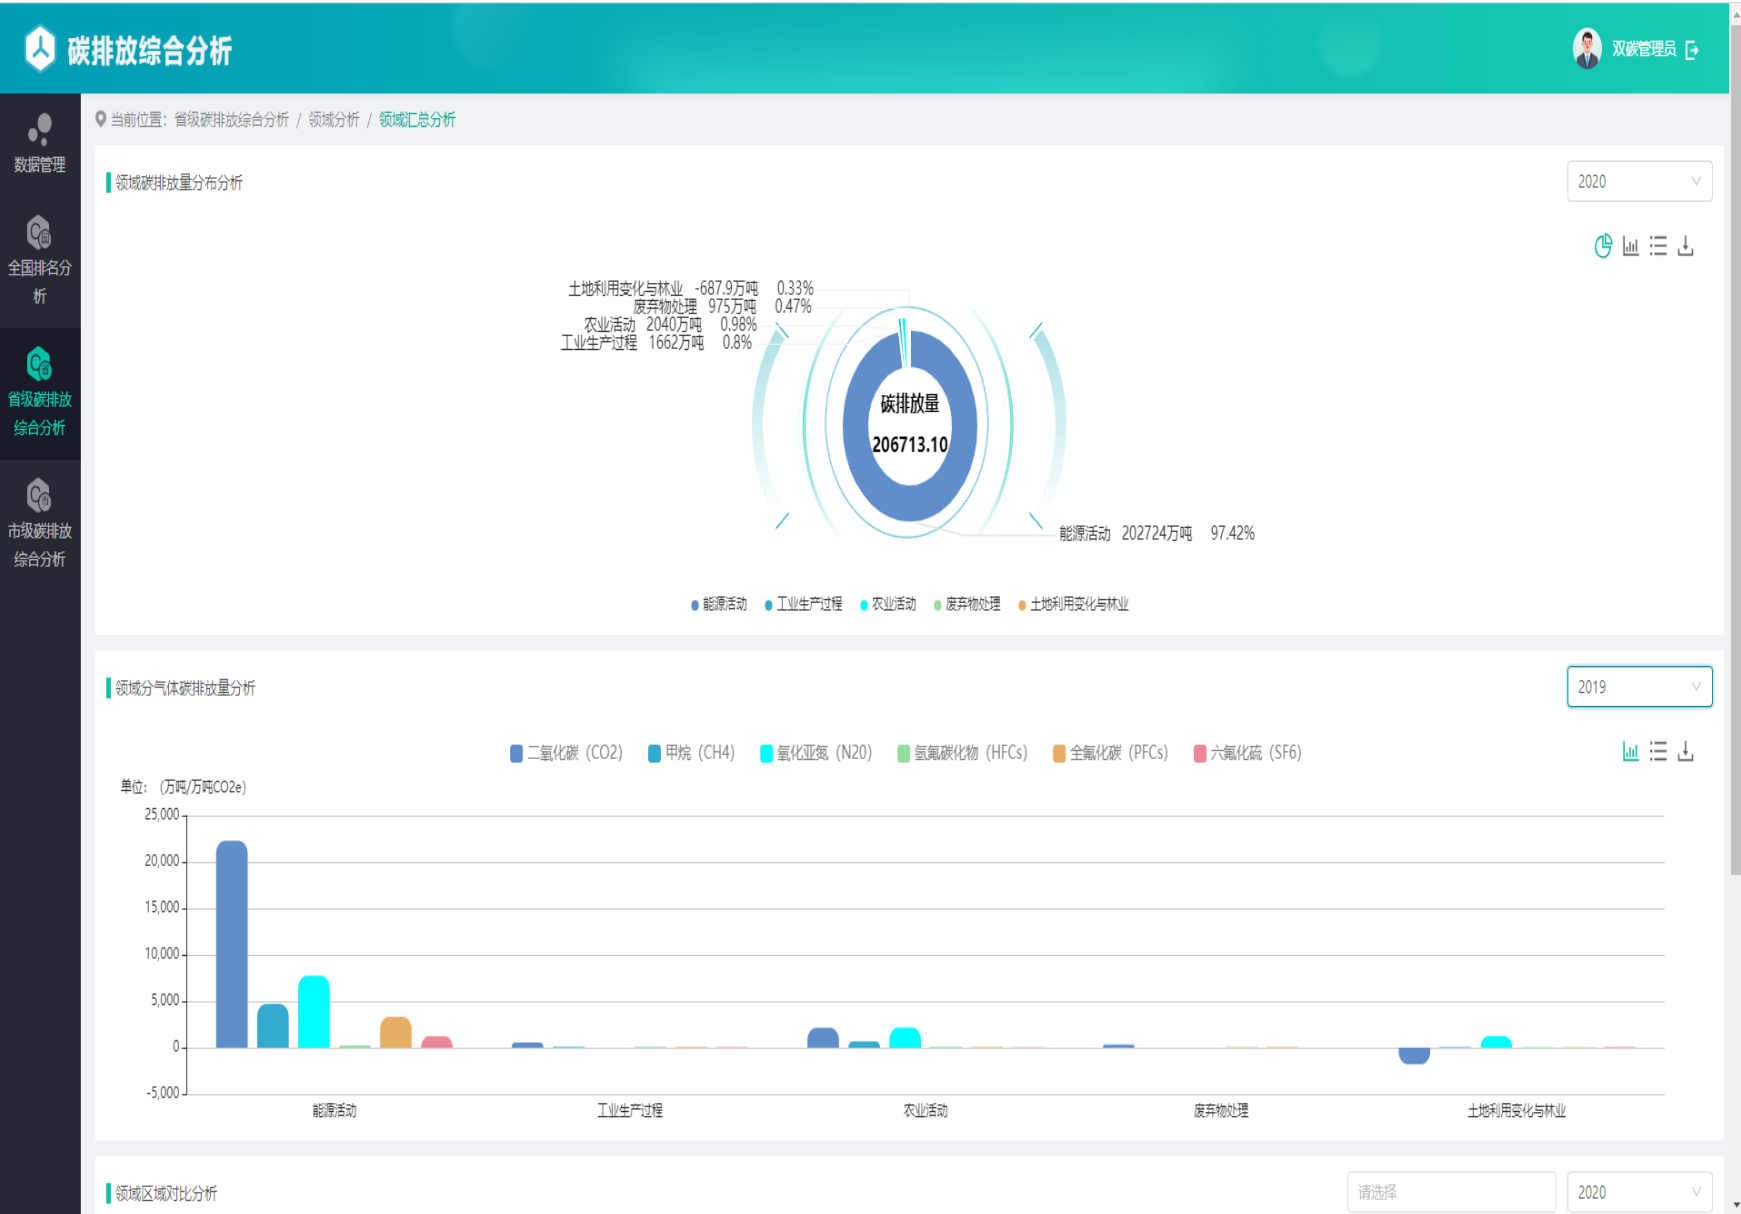 碳排放综合分析
双碳管理员
数据管理
全国排名分
析
省级碳排放
综合分析
市级碳排放
综合分析
当前位置：省级碳排放综合分析 / 领域分析 / 领域汇总分析
领域碳排放量分布分析
2020
土地利用变化与林业 -687.9万吨 0.33%
废弃物处理 975万吨 0.47%
农业活动 2040万吨 0.98%
工业生产过程 1662万吨 0.8%
碳排放量
206713.10
能源活动 202724万吨 97.42%
能源活动 工业生产过程 农业活动 废弃物处理 土地利用变化与林业
领域分气体碳排放量分析
2019
二氧化碳（CO2） 甲烷（CH4） 氧化亚氮（N20） 氢氟碳化物（HFCs） 全氟化碳（PFCs） 六氟化硫（SF6）
单位：（万吨/万吨CO2e）
25,000
20,000
15,000
10,000
5,000
0
-5,000
能源活动 工业生产过程 农业活动 废弃物处理 土地利用变化与林业
领域区域对比分析
请选择
2020